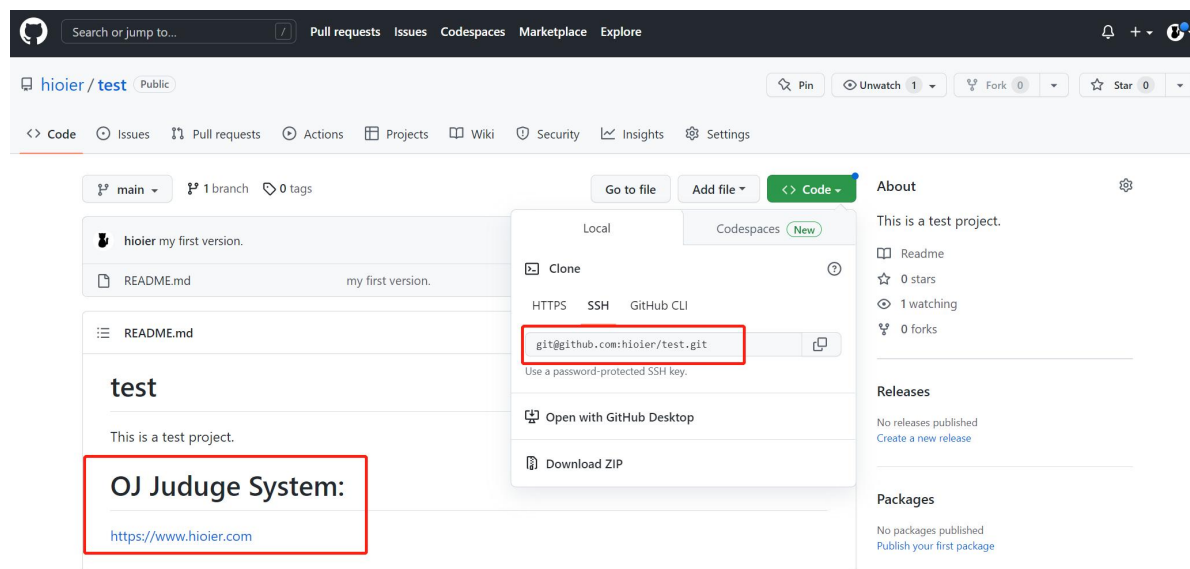 Search or jump to... /
Pull requests Issues Codespaces Marketplace Explore
hioier / test Public
Pin Unwatch 1 Fork 0 Star 0
Code Issues Pull requests Actions Projects Wiki Security Insights Settings
main 1 branch 0 tags Go to file Add file Code
hioier my first version.
README.md my first version.
README.md
test
This is a test project.
OJ Juduge System:
https://www.hioier.com
Local Codespaces New
Clone
HTTPS SSH GitHub CLI
git@github.com:hioier/test.git
Use a password-protected SSH key.
Open with GitHub Desktop
Download ZIP
About
This is a test project.
Readme
0 stars
1 watching
0 forks
Releases
No releases published
Create a new release
Packages
No packages published
Publish your first package